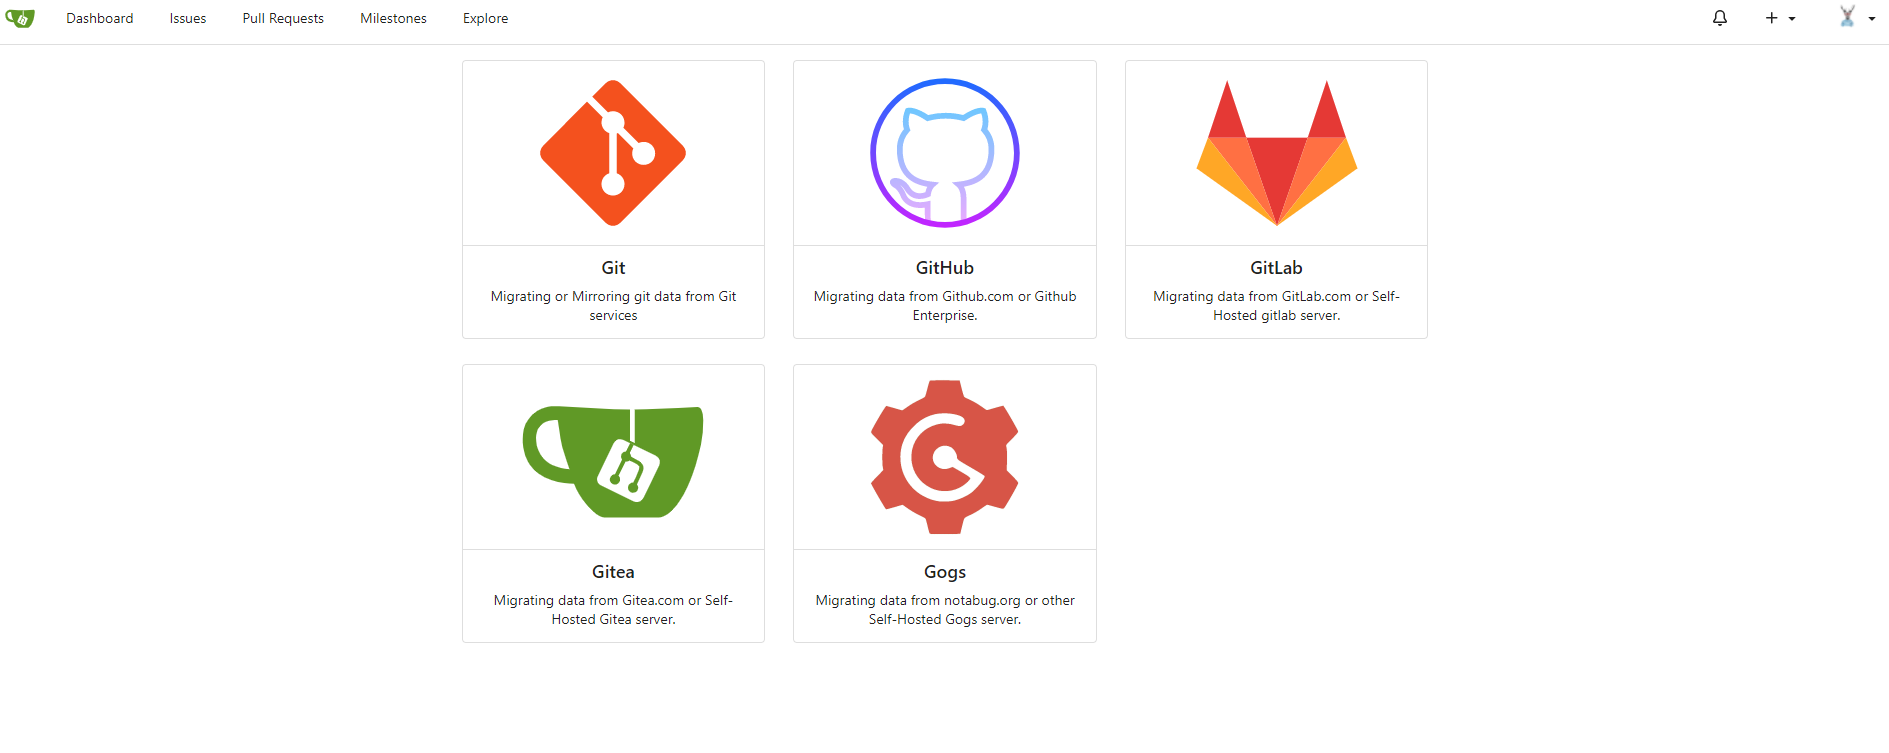 Dashboard Issues Pull Requests Milestones Explore
Git
Migrating or Mirroring git data from Git
services
GitHub
Migrating data from Github.com or Github
Enterprise.
GitLab
Migrating data from GitLab.com or Self-
Hosted gitlab server.
Gitea
Migrating data from Gitea.com or Self-
Hosted Gitea server.
Gogs
Migrating data from notabug.org or other
Self-Hosted Gogs server.